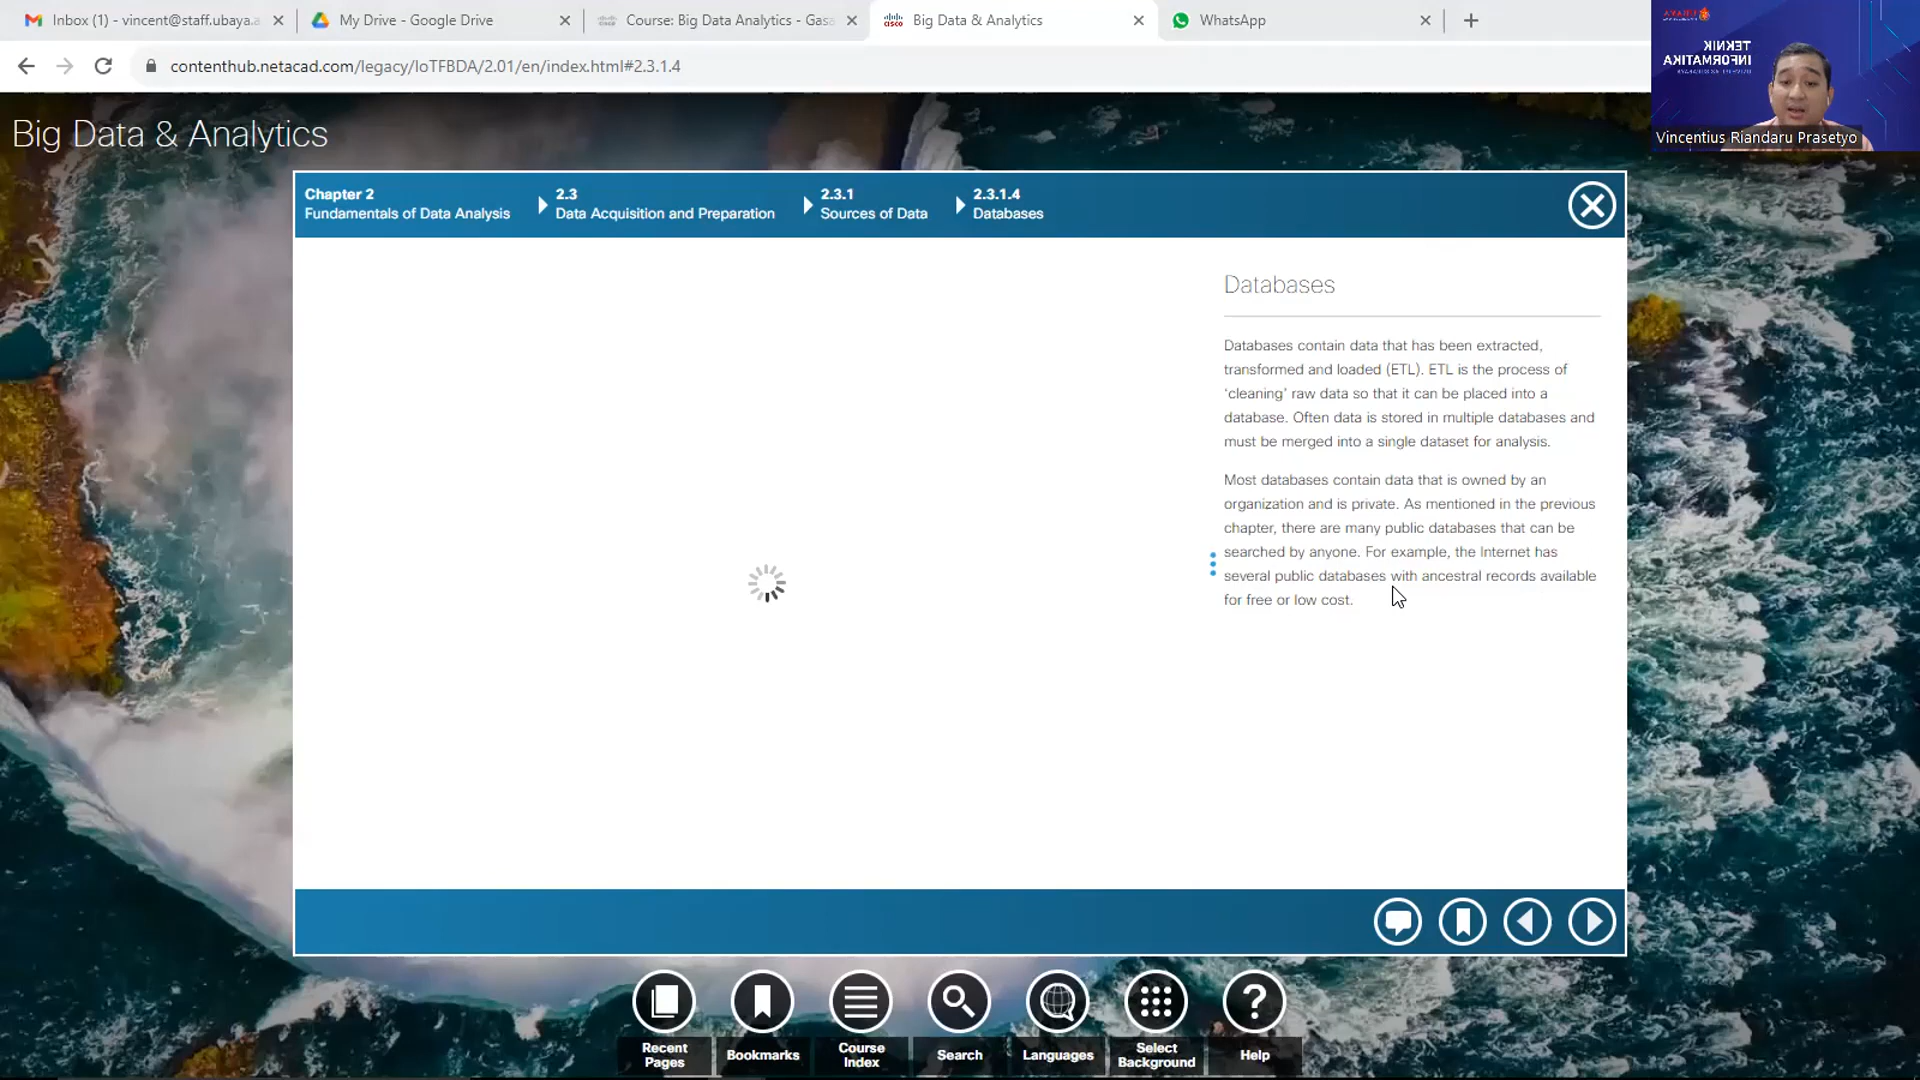 Inbox (1) - vincent@staff.ubaya.a
My Drive - Google Drive
Course: Big Data Analytics - Gasa
Big Data & Analytics
WhatsApp
contenthub.netacad.com/legacy/IoTFBDA/2.01/en/index.html#2.3.1.4
TEKNIK
INFORMATIKA
Vincentius Riandaru Prasetyo
Big Data & Analytics
Chapter 2
Fundamentals of Data Analysis
2.3
Data Acquisition and Preparation
2.3.1
Sources of Data
2.3.1.4
Databases
Databases
Databases contain data that has been extracted,
transformed and loaded (ETL). ETL is the process of
‘cleaning’ raw data so that it can be placed into a
database. Often data is stored in multiple databases and
must be merged into a single dataset for analysis.
Most databases contain data that is owned by an
organization and is private. As mentioned in the previous
chapter, there are many public databases that can be
searched by anyone. For example, the Internet has
several public databases with ancestral records available
for free or low cost.
Recent
Pages
Bookmarks
Course
Index
Search
Languages
Select
Background
Help